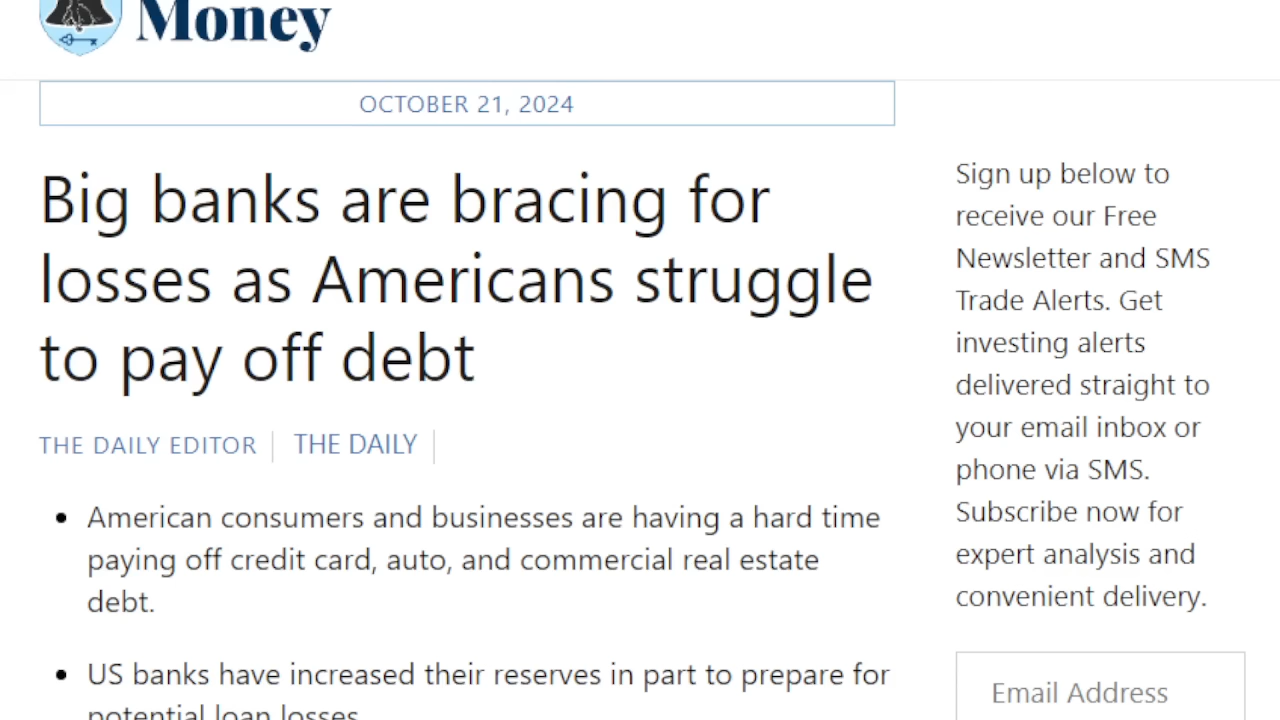 Money
OCTOBER 21, 2024
Big banks are bracing for
losses as Americans struggle
to pay off debt
THE DAILY EDITOR
THE DAILY
• American consumers and businesses are having a hard time
paying off credit card, auto, and commercial real estate
debt.
• US banks have increased their reserves in part to prepare for
potential loan losses.
Sign up below to
receive our Free
Newsletter and SMS
Trade Alerts. Get
investing alerts
delivered straight to
your email inbox or
phone via SMS.
Subscribe now for
expert analysis and
convenient delivery.
Email Address